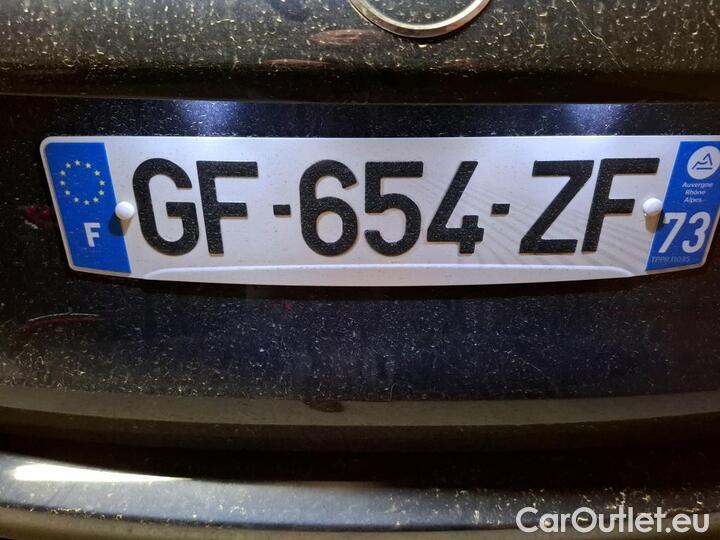 F
GF-654-ZF
Auvergne
Rhône
Alpes
73
CarOutlet.eu